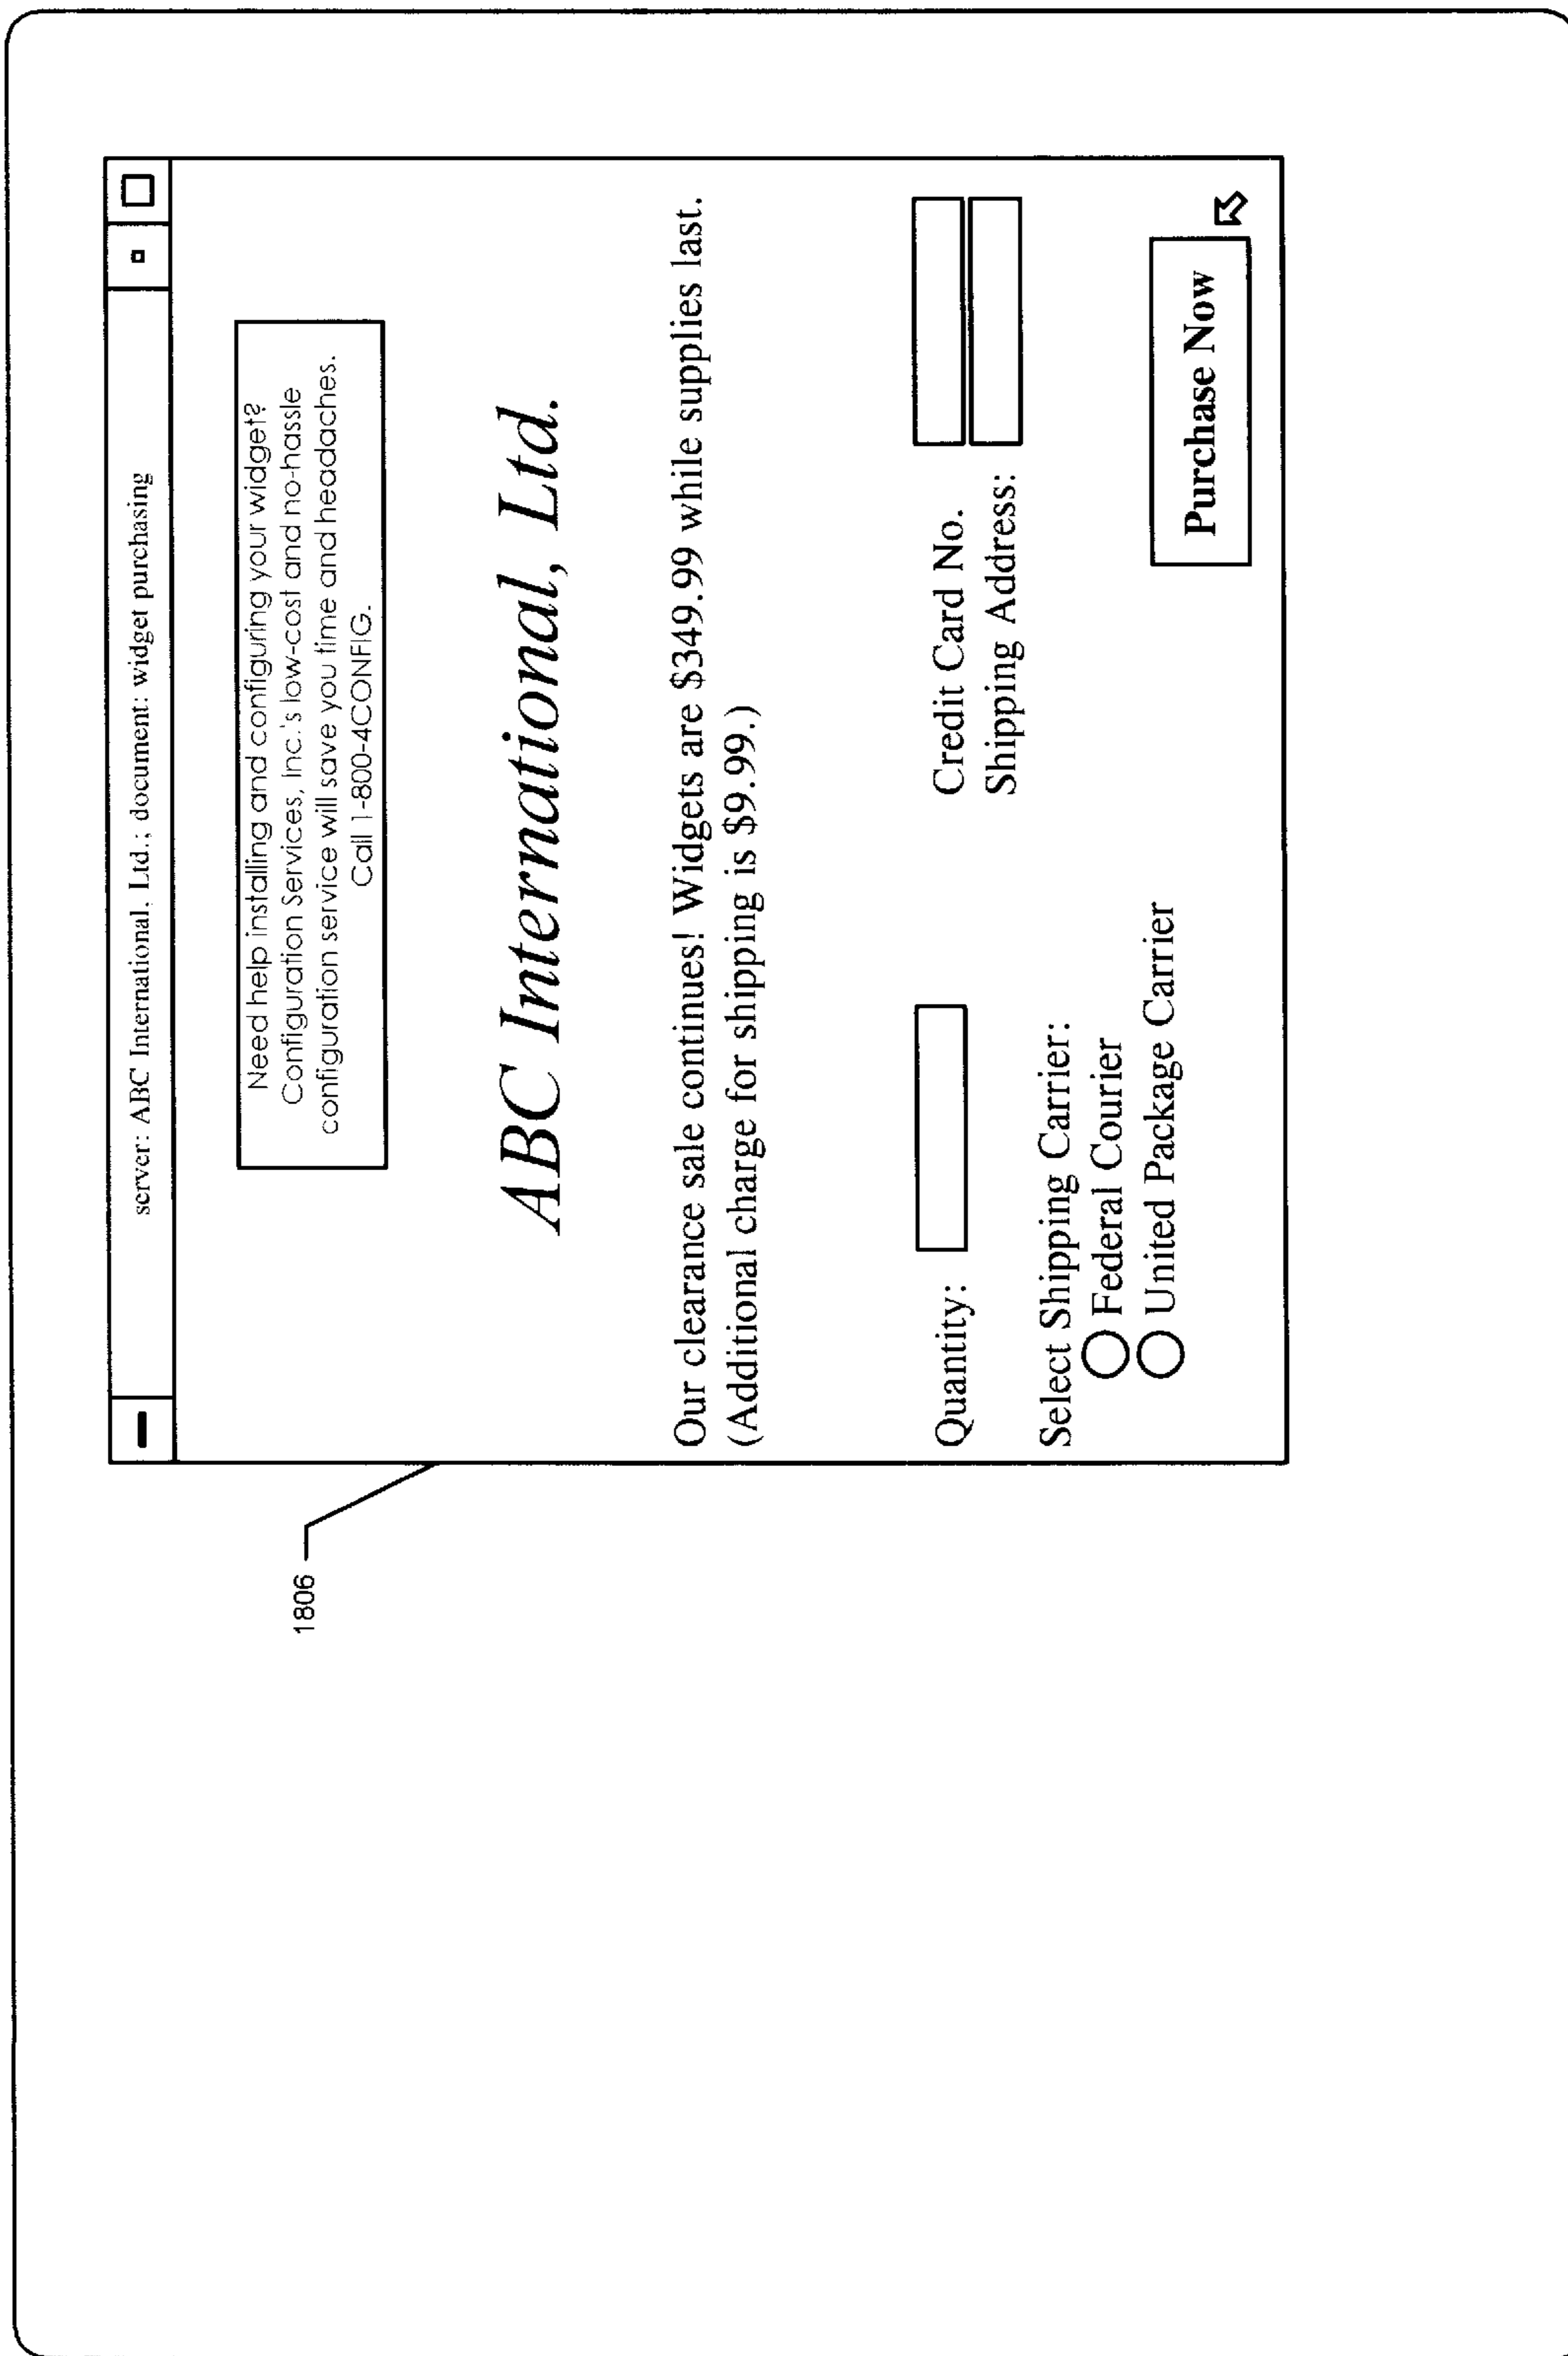 server: ABC International, Ltd.; document: widget purchasing
Need help installing and configuring your widget?
Configuration Services, Inc.'s low-cost and no-hassle
configuration service will save you time and headaches.
Call 1-800-4CONFIG.
ABC International, Ltd.
Our clearance sale continues! Widgets are $349.99 while supplies last.
(Additional charge for shipping is $9.99.)
Quantity:
Credit Card No.
Shipping Address:
Select Shipping Carrier:
Federal Courier
United Package Carrier
Purchase Now
1806